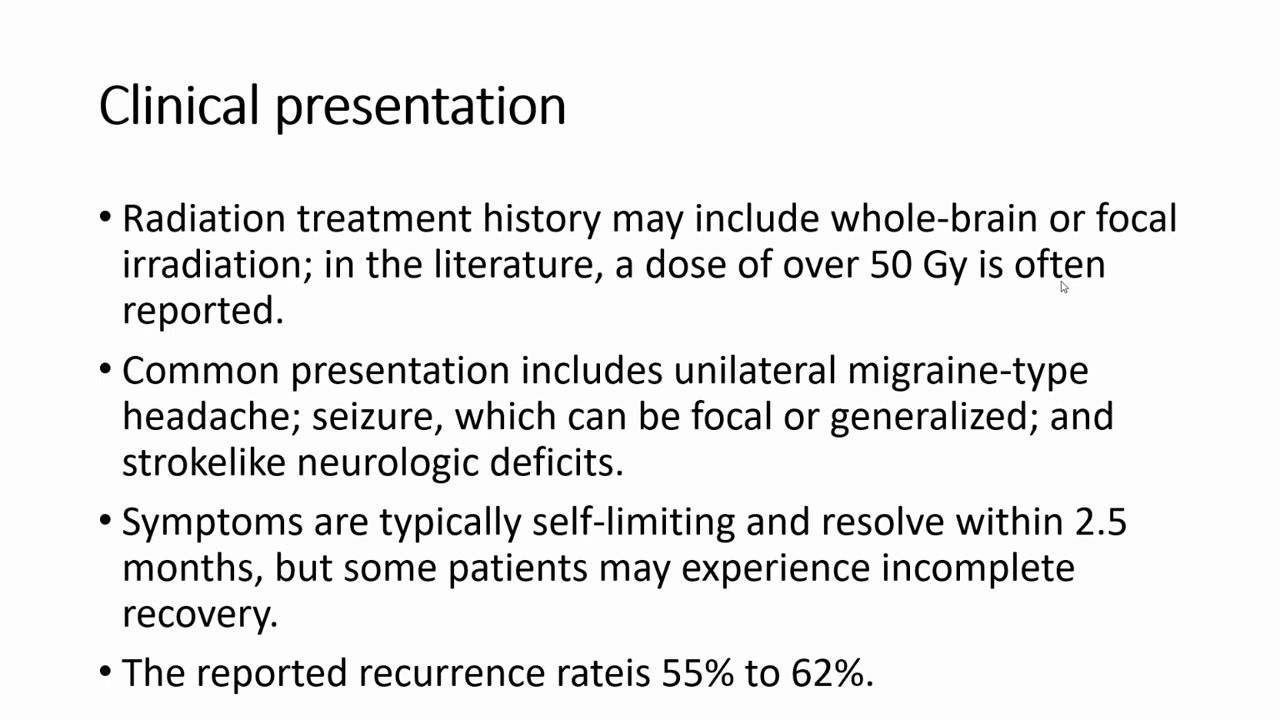 Clinical presentation
• Radiation treatment history may include whole-brain or focal
irradiation; in the literature, a dose of over 50 Gy is often
reported.
• Common presentation includes unilateral migraine-type
headache; seizure, which can be focal or generalized; and
strokelike neurologic deficits.
• Symptoms are typically self-limiting and resolve within 2.5
months, but some patients may experience incomplete
recovery.
• The reported recurrence rateis 55% to 62%.